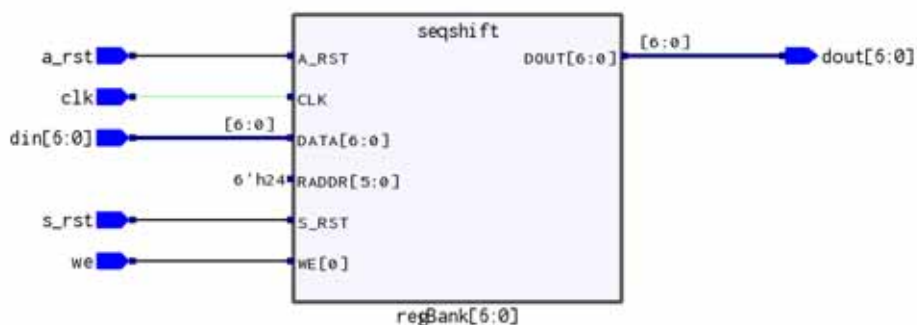 seqshift
a_rst
A_RST
DOUT[6:0]
[6:0]
dout[6:0]
clk
CLK
din[6:0]
[6:0]
DATA[6:0]
6'h24
RADDR[5:0]
s_rst
S_RST
we
WE[0]
regBank[6:0]